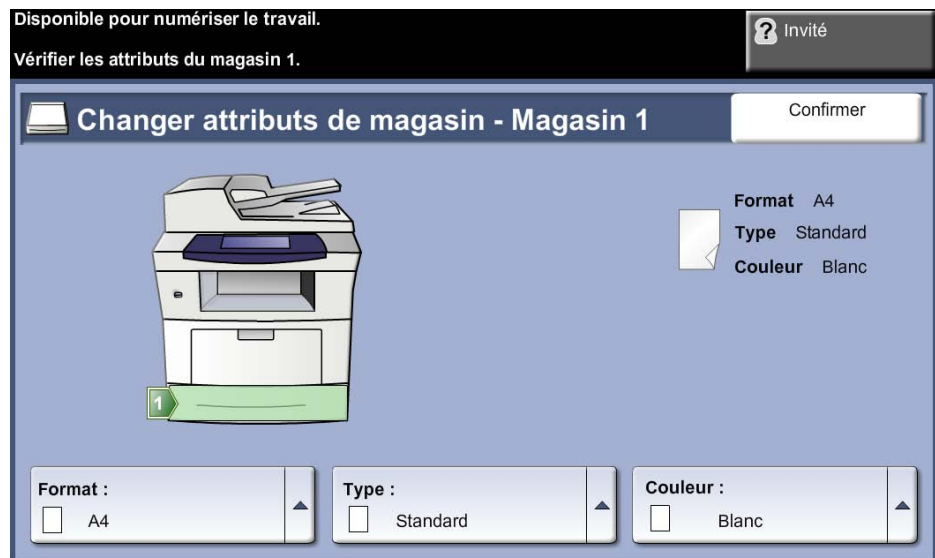 Disponible pour numériser le travail.
Vérifier les attributs du magasin 1.
? Invité
Changer attributs de magasin - Magasin 1
Confirmer
Format A4
Type Standard
Couleur Blanc
1
Format :
A4
Type :
Standard
Couleur :
Blanc